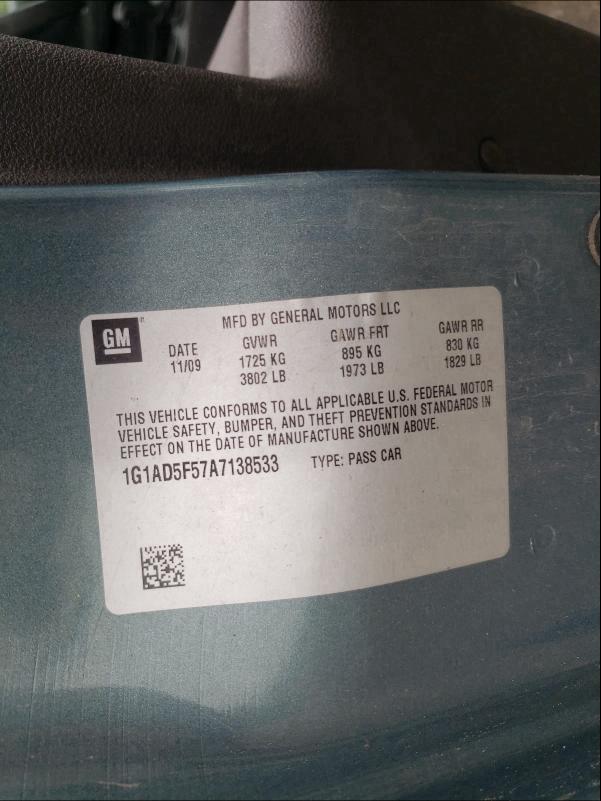 GM
MFD BY GENERAL MOTORS LLC
DATE GVWR GAWR FRT GAWR RR
11/09 1725 KG 895 KG 830 KG
3802 LB 1973 LB 1829 LB
THIS VEHICLE CONFORMS TO ALL APPLICABLE U.S. FEDERAL MOTOR
VEHICLE SAFETY, BUMPER, AND THEFT PREVENTION STANDARDS IN
EFFECT ON THE DATE OF MANUFACTURE SHOWN ABOVE.
1G1AD5F57A7138533 TYPE: PASS CAR